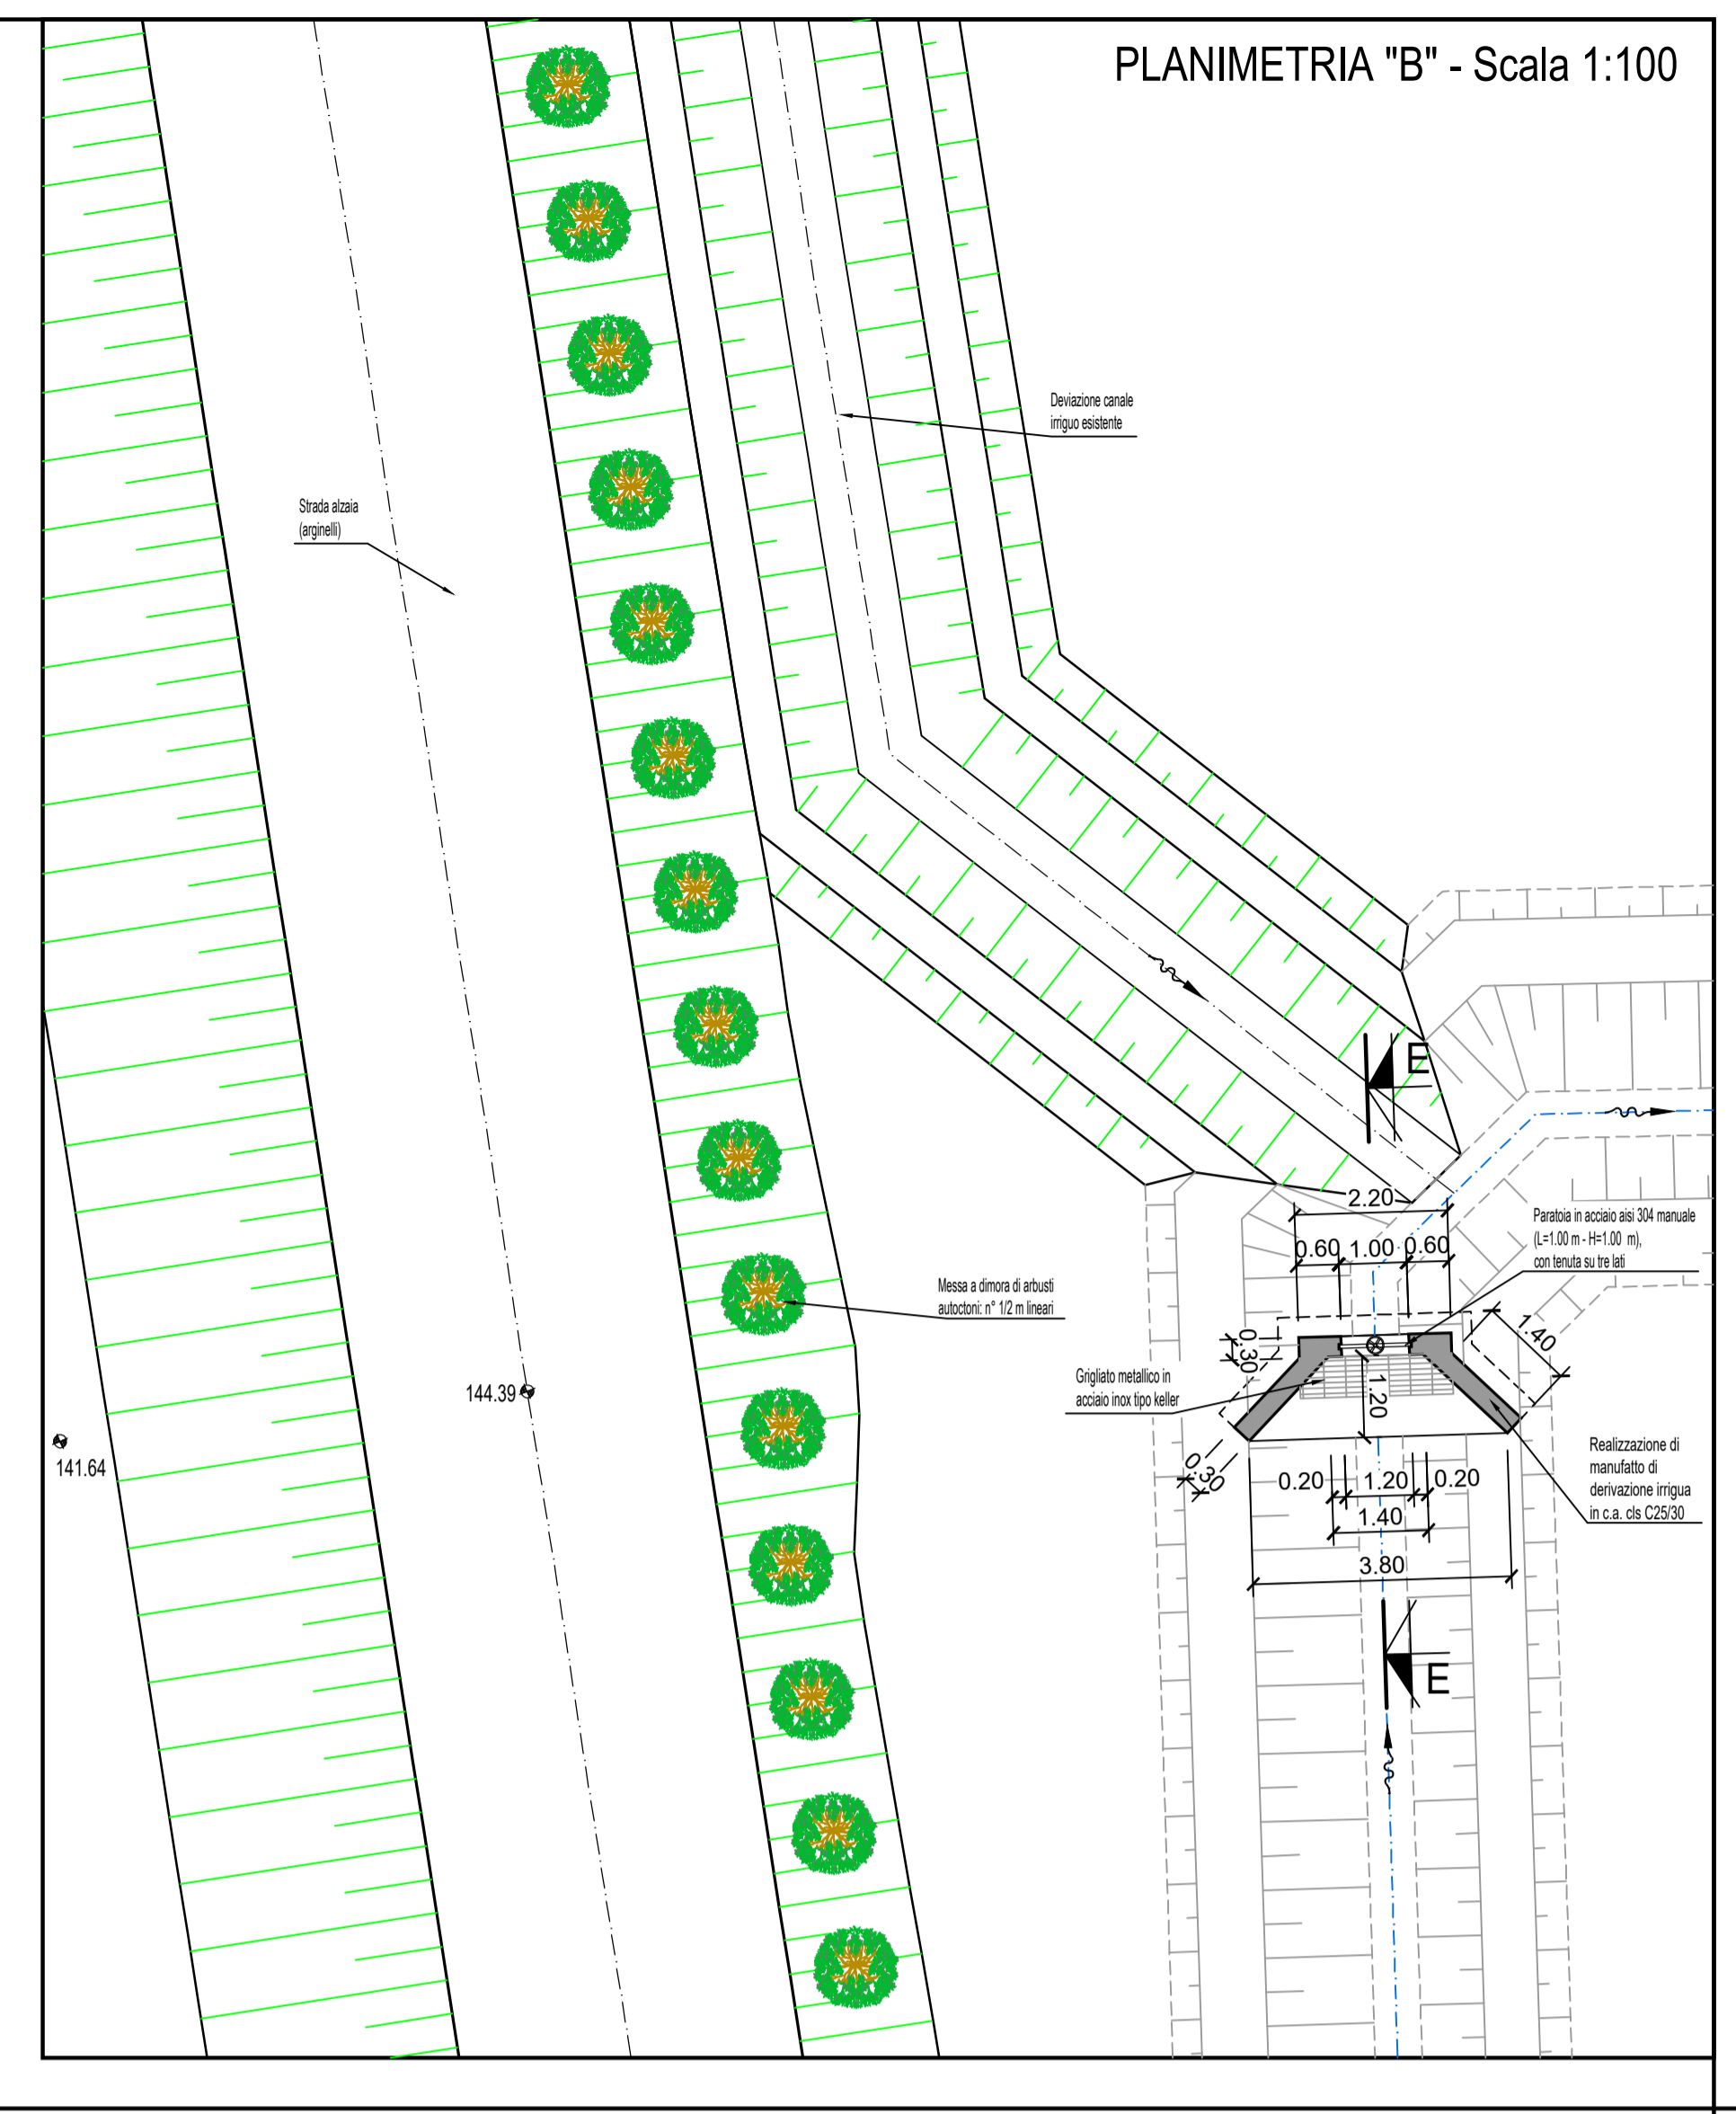 PLANIMETRIA "B" - Scala 1:100
Deviazione canale
irriguo esistente
Strada alzaia
(arginelli)
E
2.20
Paratoia in acciaio aisi 304 manuale
(L=1.00 m - H=1.00 m),
con tenuta su tre lati
0.60 1.00 0.60
Messa a dimora di arbusti
autoctoni: n° 1/2 m lineari
0.30
1.40
Grigliato metallico in
acciaio inox tipo keller
1.20
144.39
141.64
Realizzazione di
manufatto di
derivazione irrigua
in c.a. cls C25/30
0.30
0.20 1.20 0.20
1.40
3.80
E